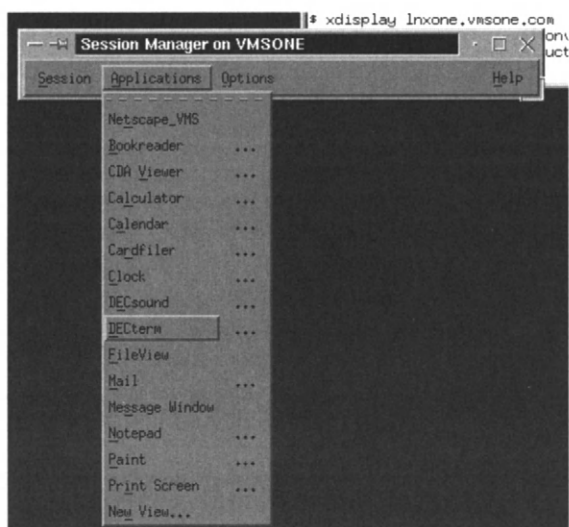 $ xdisplay lnxone.vmsone.com
Session Manager on VMSONE
Session Applications Options Help
Netscape_VMS
Bookreader ...
CDA Viewer ...
Calculator ...
Calendar ...
Cardfiler ...
Clock ...
DECsound ...
DECterm ...
FileView
Mail ...
Message Window
Notepad ...
Paint ...
Print Screen ...
New View...